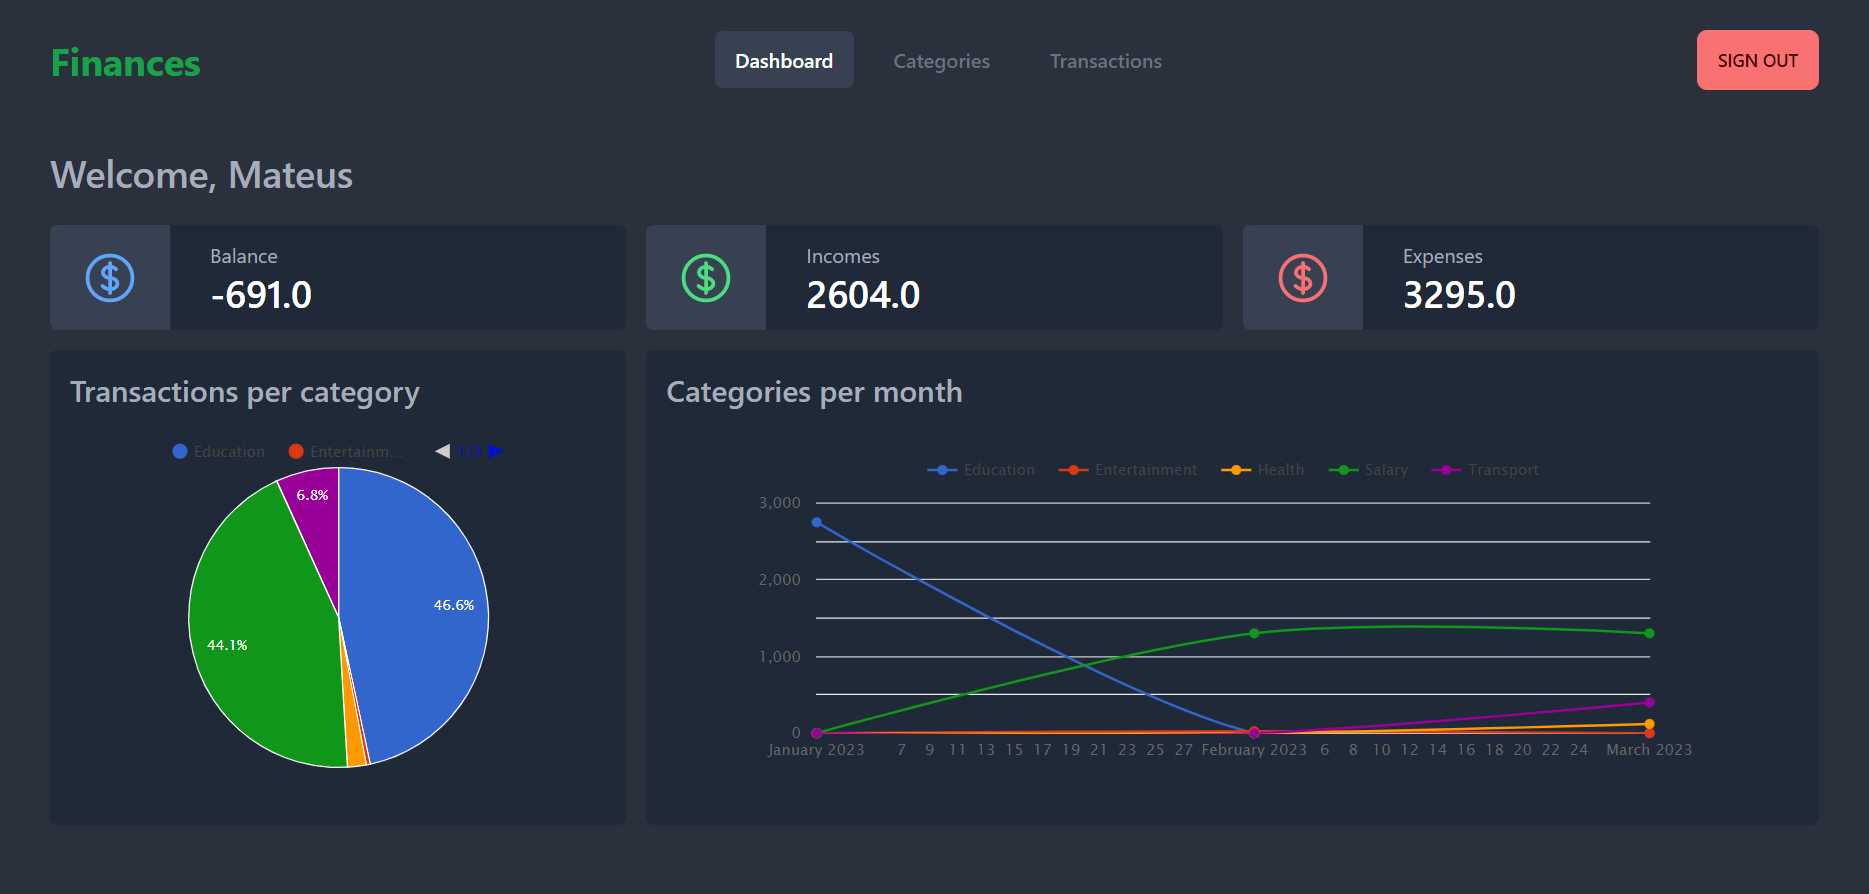 Finances
Dashboard
Categories
Transactions
SIGN OUT
Welcome, Mateus
Balance
-691.0
Incomes
2604.0
Expenses
3295.0
Transactions per category
Education
Entertainm...
6.8%
46.6%
44.1%
Categories per month
Education
Entertainment
Health
Salary
Transport
3,000
2,000
1,000
0
January 2023 7 9 11 13 15 17 19 21 23 25 27 February 2023 6 8 10 12 14 16 18 20 22 24 March 2023